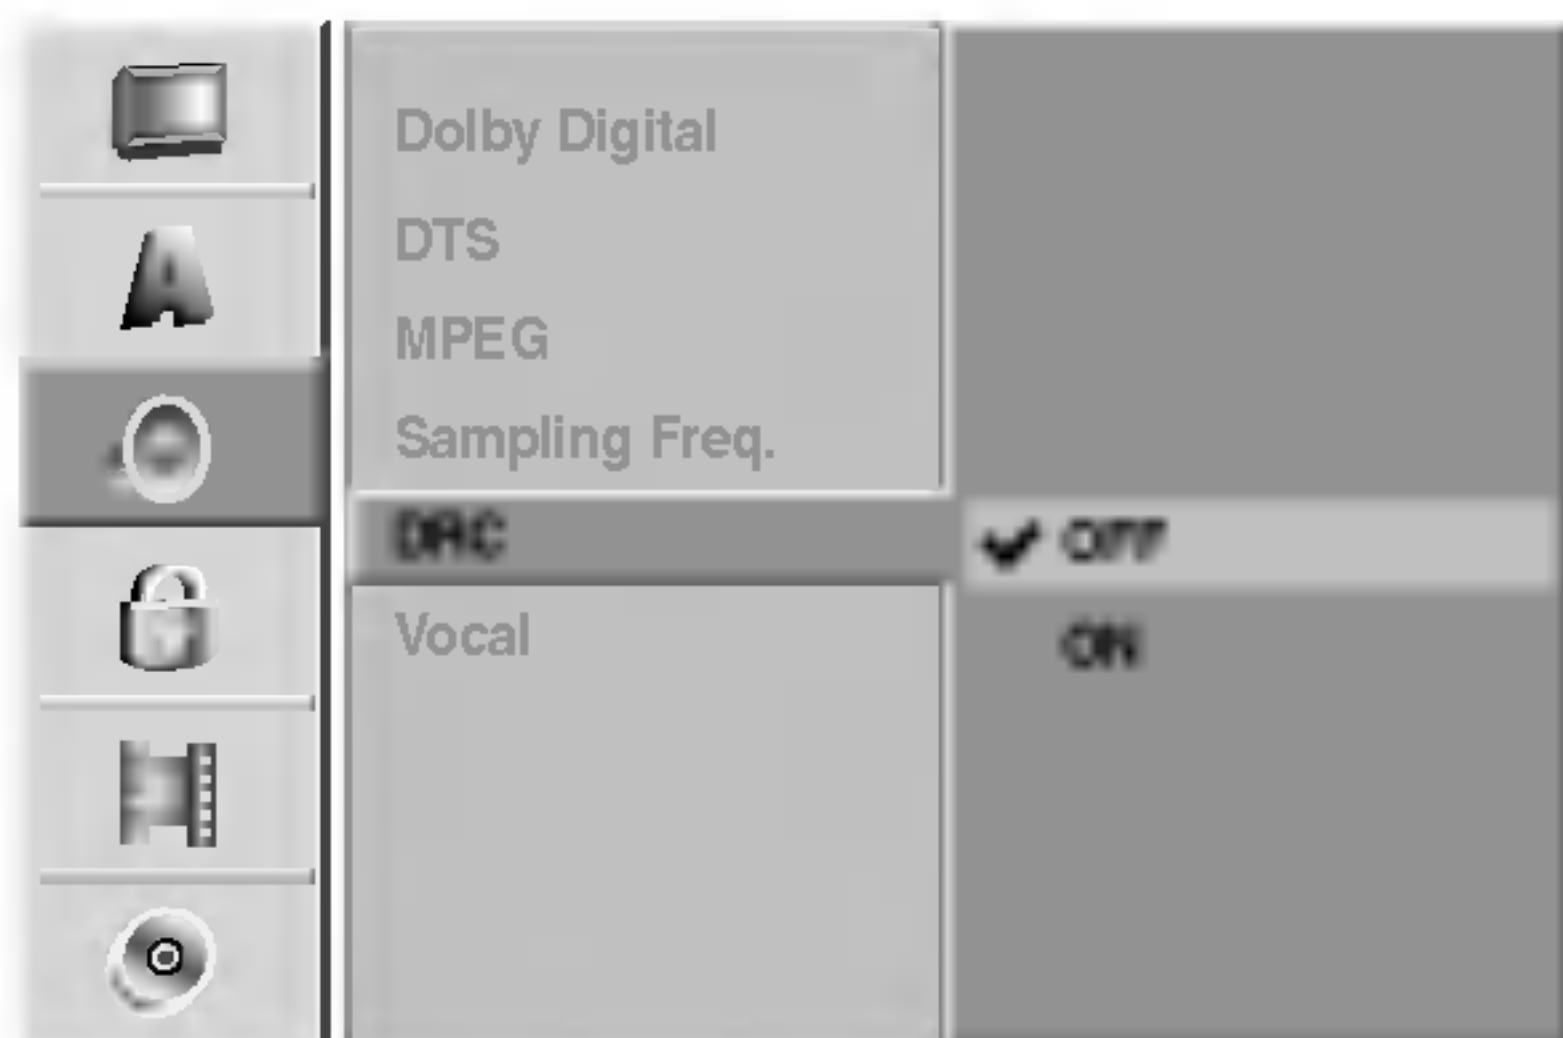 Dolby Digital
DTS
MPEG
Sampling Freq.
DRC
OFF
ON
Vocal